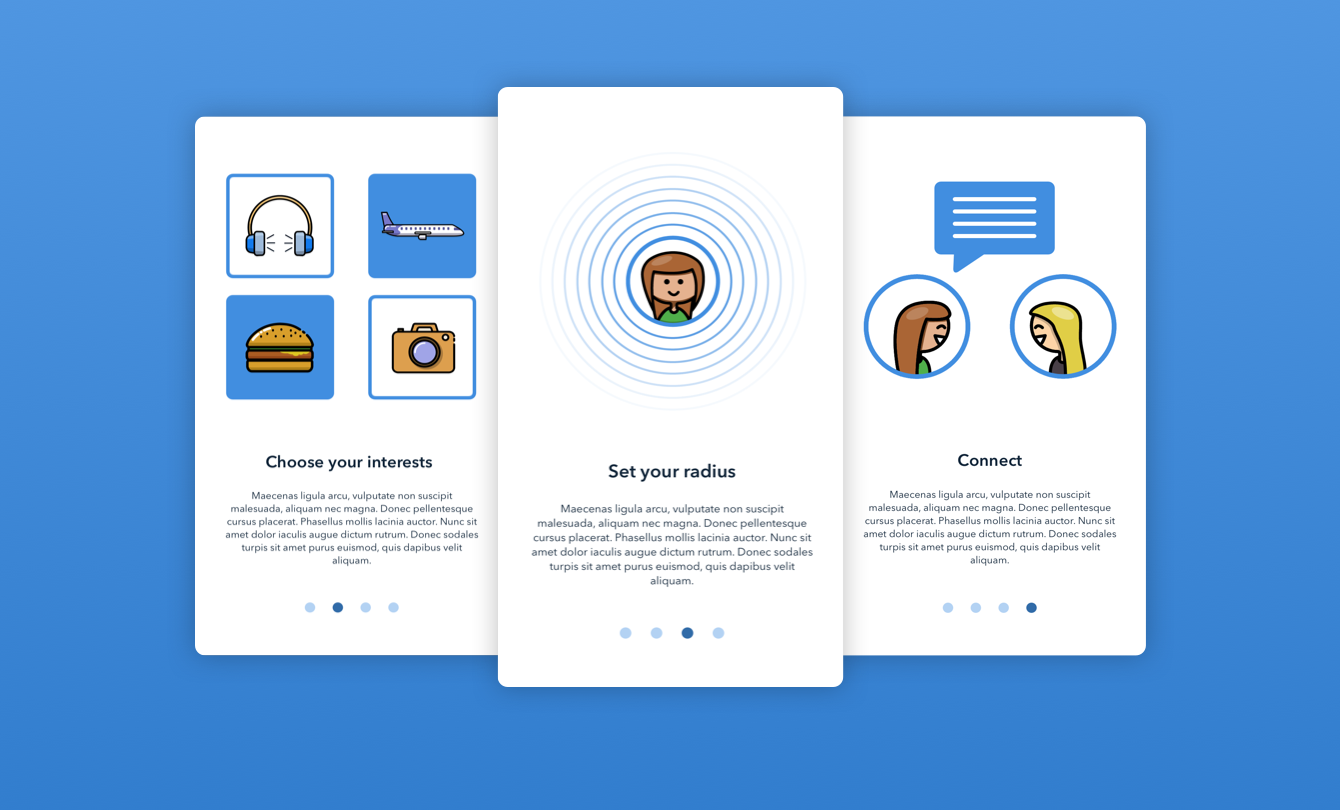 Choose your interests
Maecenas ligula arcu, vulputate non suscipit
malesuada, aliquam nec magna. Donec pellentesque
cursus placerat. Phasellus mollis lacinia auctor. Nunc sit
amet dolor iaculis augue dictum rutrum. Donec sodales
turpis sit amet purus euismod, quis dapibus velit
aliquam.
Set your radius
Maecenas ligula arcu, vulputate non suscipit
malesuada, aliquam nec magna. Donec pellentesque
cursus placerat. Phasellus mollis lacinia auctor. Nunc sit
amet dolor iaculis augue dictum rutrum. Donec sodales
turpis sit amet purus euismod, quis dapibus velit
aliquam.
Connect
Maecenas ligula arcu, vulputate non suscipit
malesuada, aliquam nec magna. Donec pellentesque
cursus placerat. Phasellus mollis lacinia auctor. Nunc sit
amet dolor iaculis augue dictum rutrum. Donec sodales
turpis sit amet purus euismod, quis dapibus velit
aliquam.